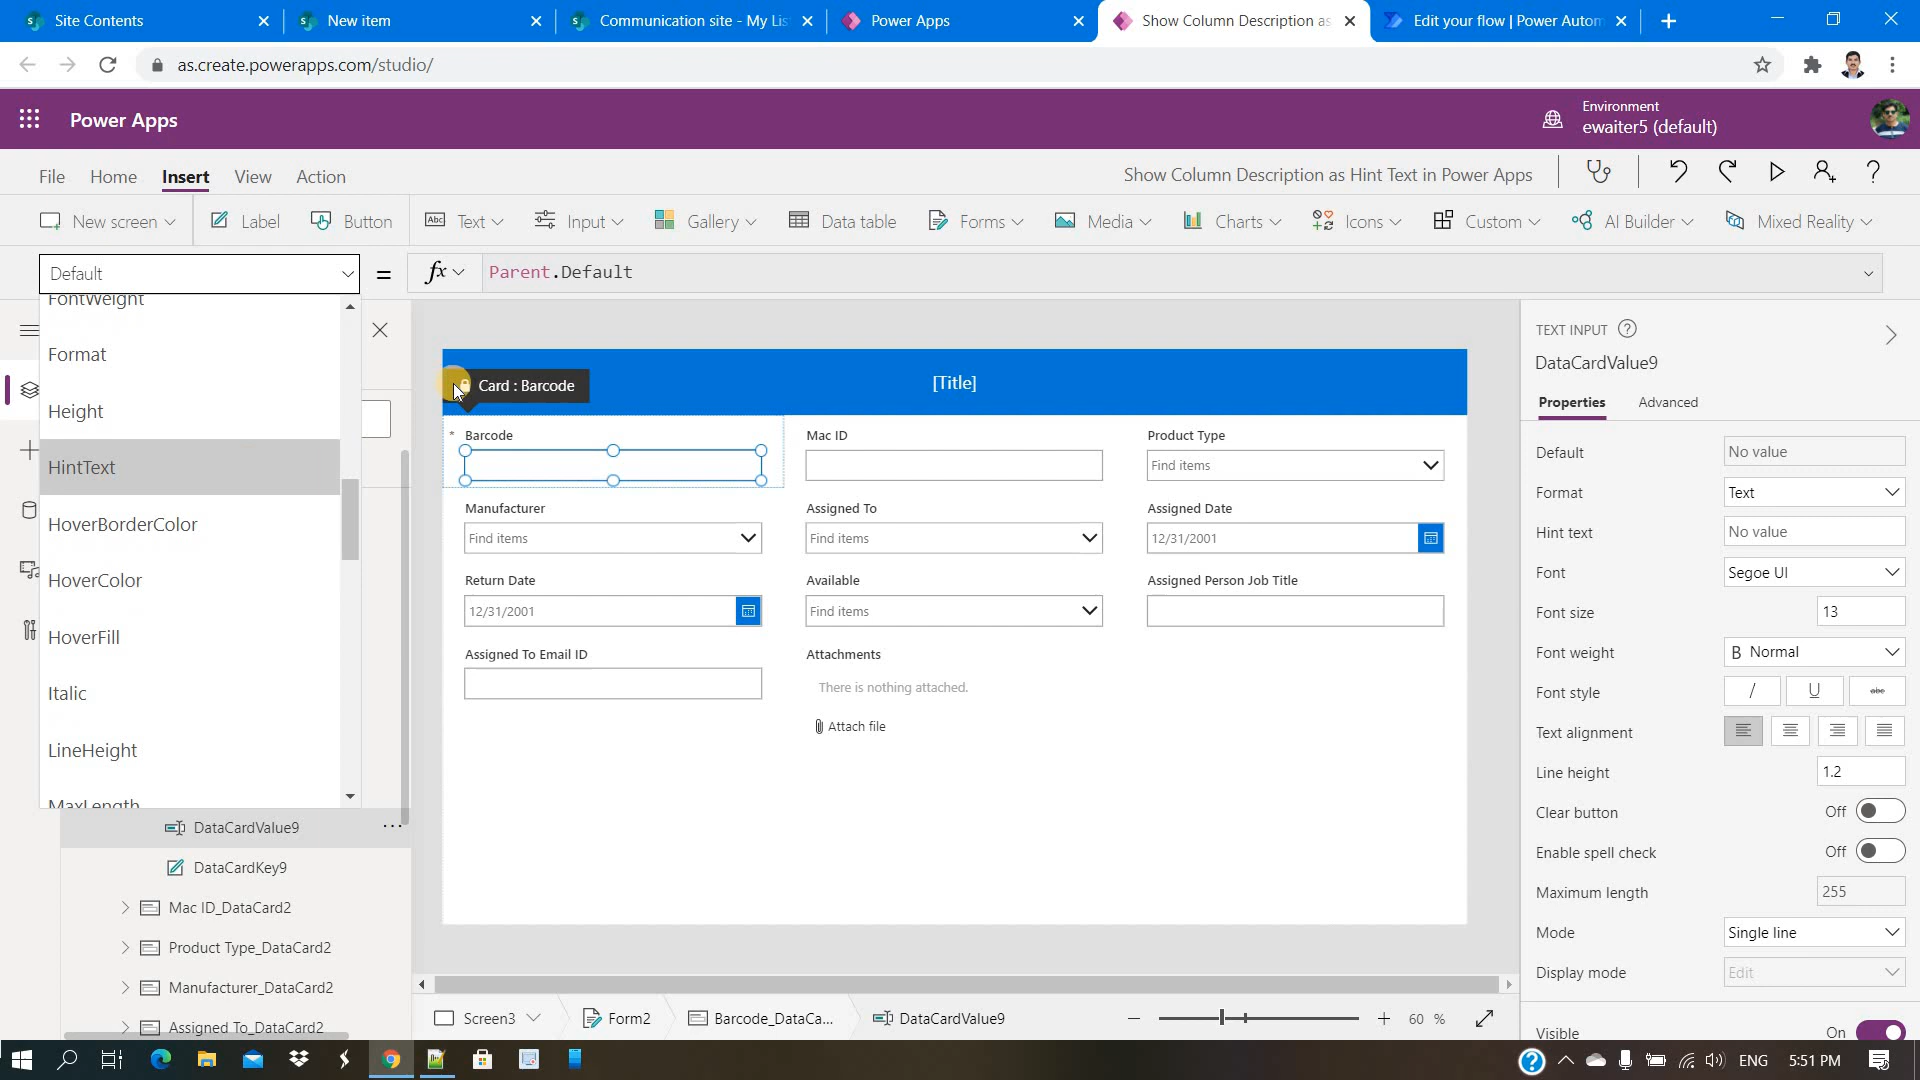 Site Contents
New item
Communication site - My Lis
Power Apps
Show Column Description as
Edit your flow | Power Autom
as.create.powerapps.com/studio/
Power Apps
Environment
ewaiter5 (default)
File
Home
Insert
View
Action
Show Column Description as Hint Text in Power Apps
New screen
Label
Button
Abc
Text
Input
Gallery
Data table
Forms
Media
Charts
Icons
Custom
AI Builder
Mixed Reality
Default
=
fx
Parent.Default
FontWeight
Format
Height
HintText
HoverBorderColor
HoverColor
HoverFill
Italic
LineHeight
MaxLength
DataCardValue9
...
DataCardKey9
Mac ID_DataCard2
Product Type_DataCard2
Manufacturer_DataCard2
Assigned To_DataCard2
Card : Barcode
[Title]
* Barcode
Mac ID
Product Type
Find items
Manufacturer
Assigned To
Assigned Date
Find items
Find items
12/31/2001
Return Date
Available
Assigned Person Job Title
12/31/2001
Find items
Assigned To Email ID
Attachments
There is nothing attached.
Attach file
Screen3
Form2
Barcode_DataCa...
DataCardValue9
60 %
TEXT INPUT
?
DataCardValue9
Properties
Advanced
Default
No value
Format
Text
Hint text
No value
Font
Segoe UI
Font size
13
Font weight
B Normal
Font style
/
U
abc
Text alignment
Line height
1.2
Clear button
Off
Enable spell check
Off
Maximum length
255
Mode
Single line
Display mode
Edit
Visible
On
ENG
5:51 PM